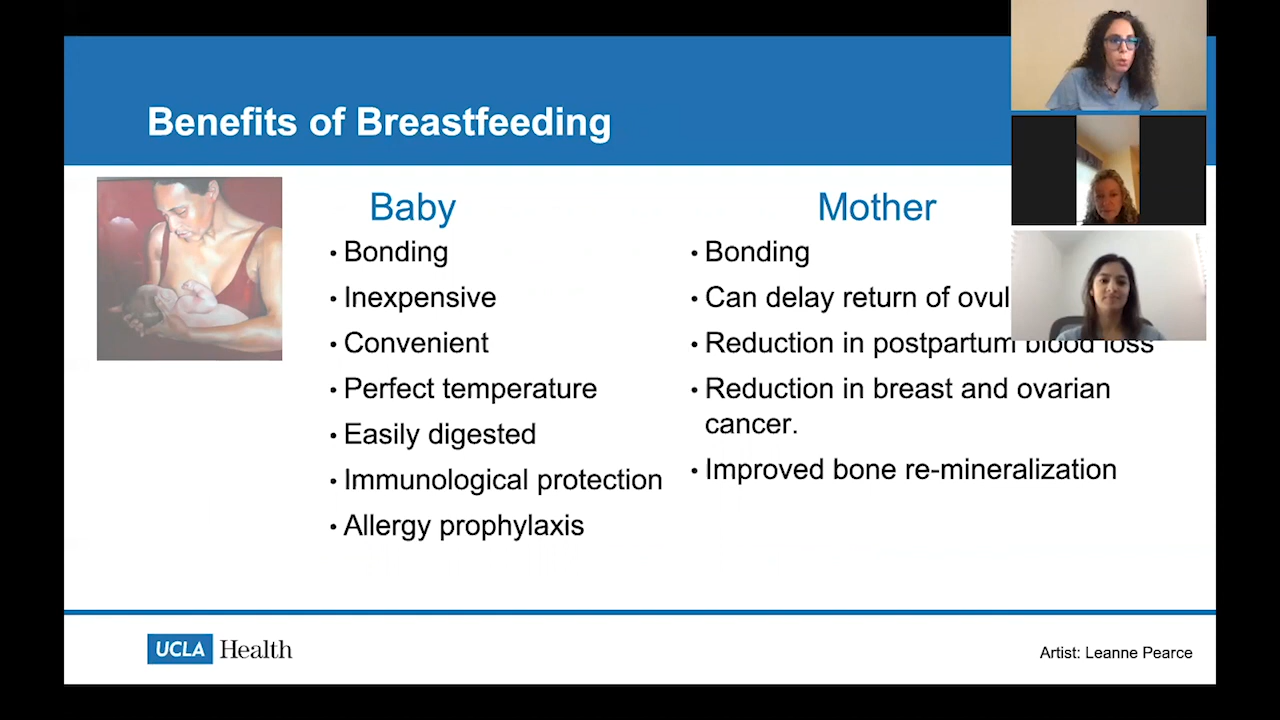 Benefits of Breastfeeding
Baby
• Bonding
• Inexpensive
• Convenient
• Perfect temperature
• Easily digested
• Immunological protection
• Allergy prophylaxis
Mother
• Bonding
• Can delay return of
• Reduction in postpartum blood loss
• Reduction in breast and ovarian
cancer.
• Improved bone re-mineralization
UCLA Health
Artist: Leanne Pearce